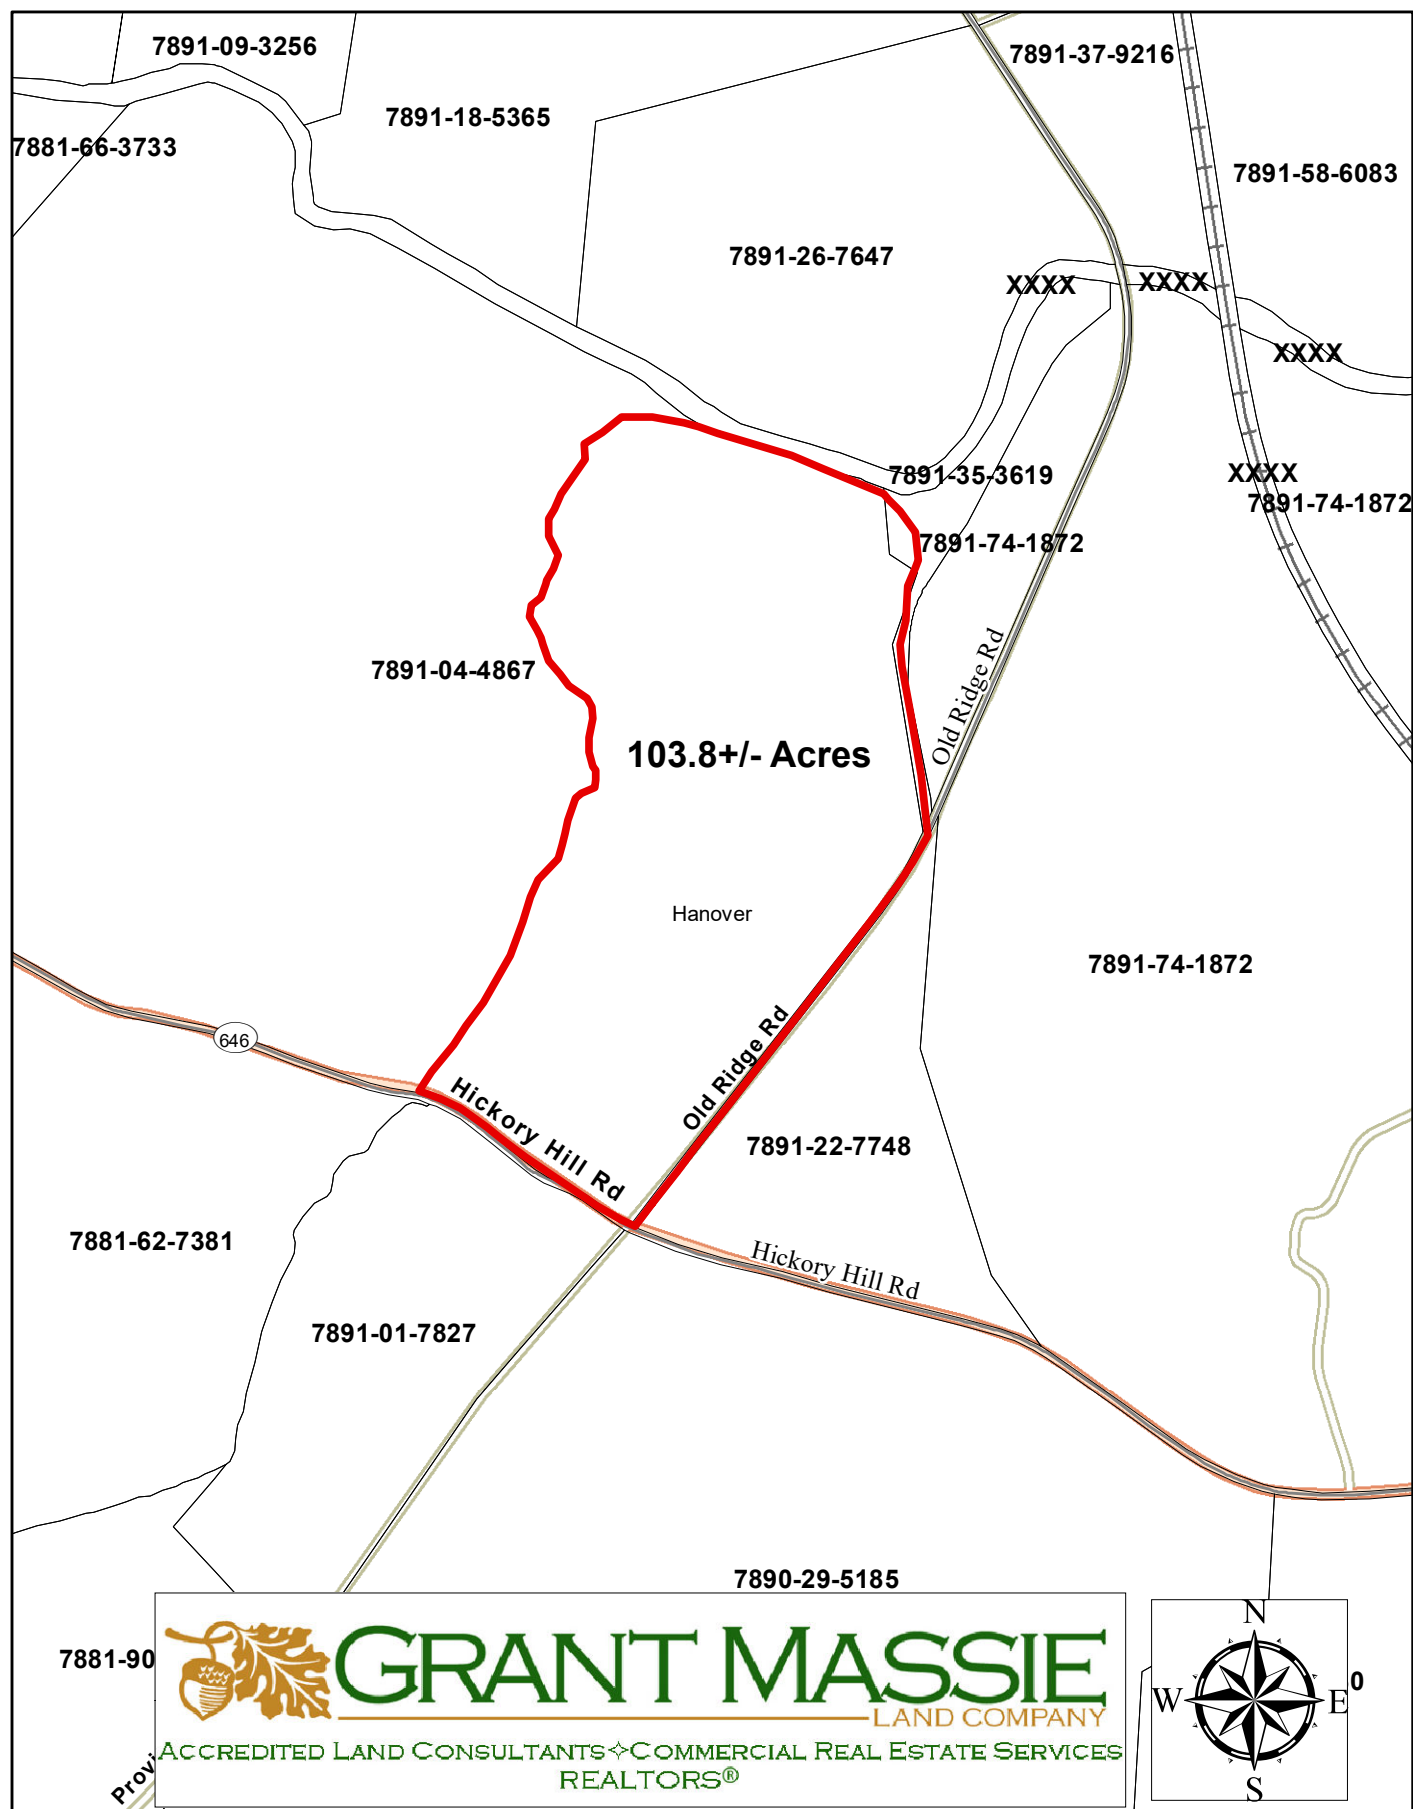 7891-09-3256
7891-37-9216
7891-18-5365
7881-66-3733
7891-58-6083
7891-26-7647
XXXX
XXXX
XXXX
7891-35-3619
XXXX
7891-74-1872
7891-74-1872
Old Ridge Rd
7891-04-4867
103.8+/- Acres
Hanover
7891-74-1872
646
Old Ridge Rd
Hickory Hill Rd
7891-22-7748
7881-62-7381
Hickory Hill Rd
7891-01-7827
7890-29-5185
7881-90
N
W
E
S
0
GRANT MASSIE
LAND COMPANY
ACCREDITED LAND CONSULTANTS✧COMMERCIAL REAL ESTATE SERVICES
REALTORS®